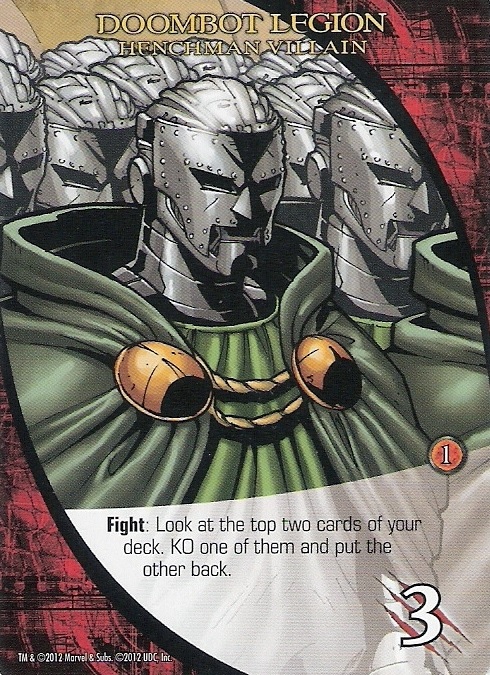 DOOMBOT LEGION
HENCHMAN VILLAIN
1
Fight: Look at the top two cards of your
deck. KO one of them and put the
other back.
3
TM & ©2012 Marvel & Subs. ©2012 UDC, Inc.